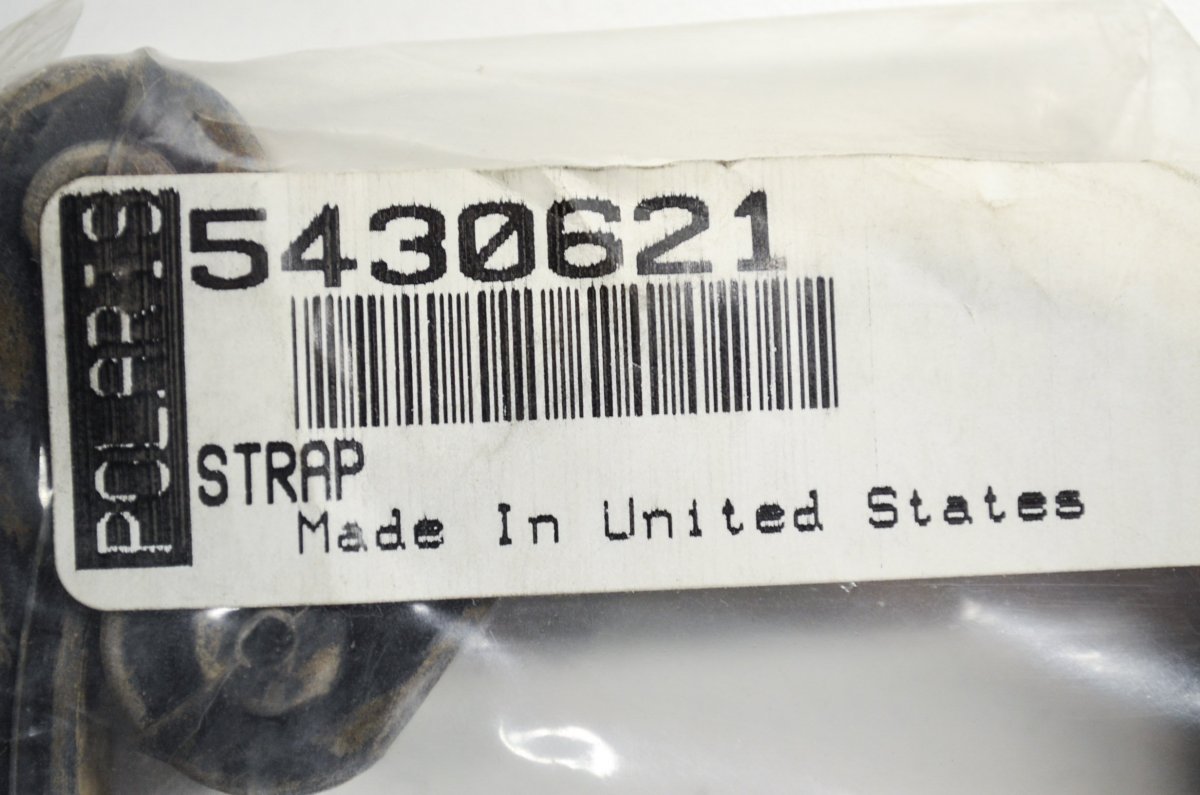 POLARIS
5430621
STRAP
Made In United States